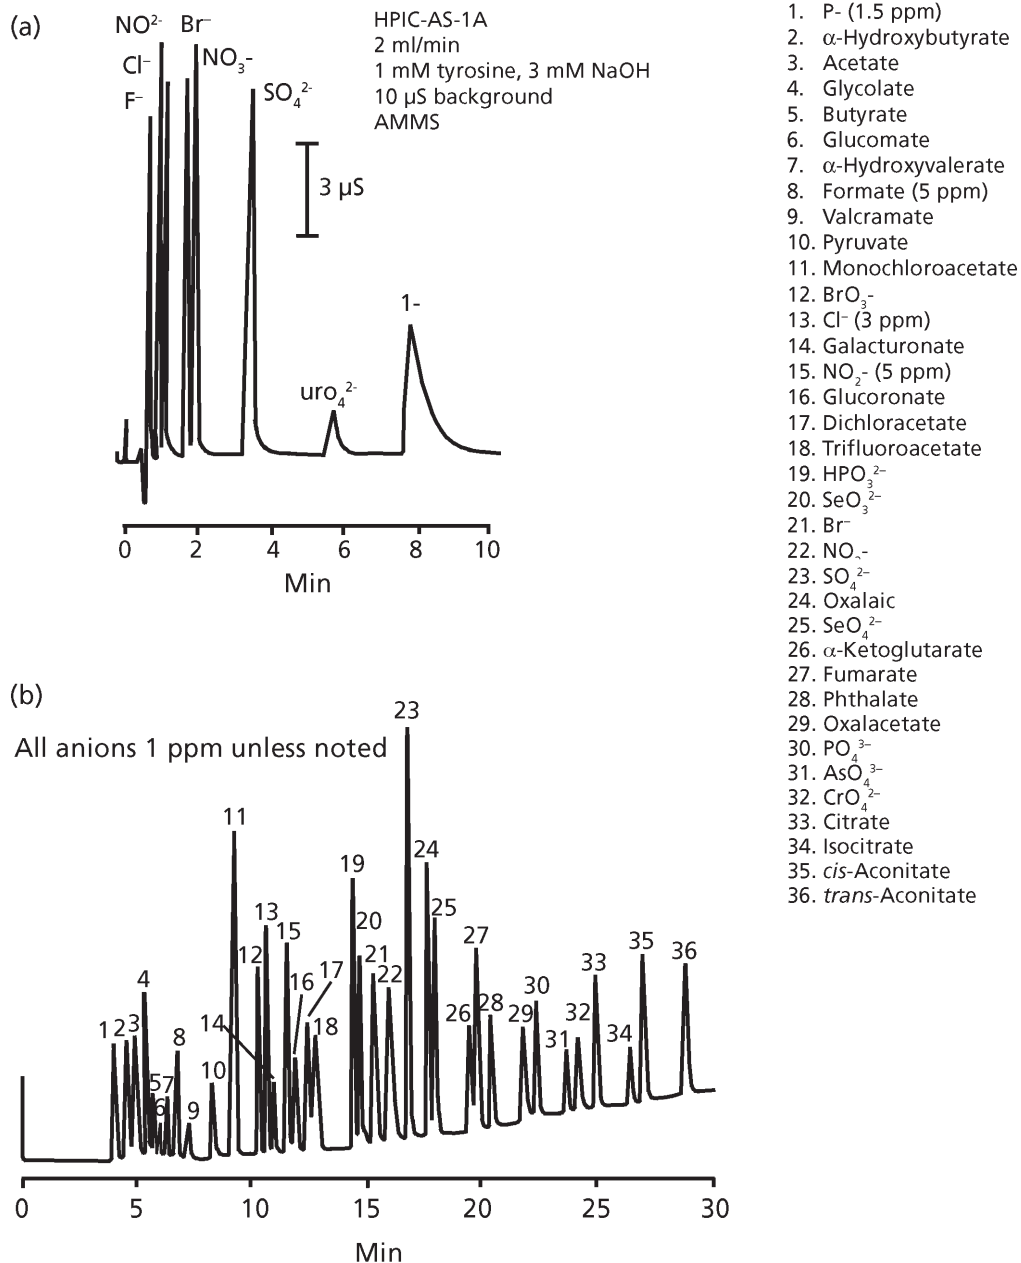 (a)
NO²⁻
Br⁻
Cl⁻
NO₃-
F⁻
SO₄²⁻
HPIC-AS-1A
2 ml/min
1 mM tyrosine, 3 mM NaOH
10 µS background
AMMS
3 µS
1-
uro₄²⁻
0 2 4 6 8 10
Min
1. P- (1.5 ppm)
2. α-Hydroxybutyrate
3. Acetate
4. Glycolate
5. Butyrate
6. Glucomate
7. α-Hydroxyvalerate
8. Formate (5 ppm)
9. Valcramate
10. Pyruvate
11. Monochloroacetate
12. BrO₃-
13. Cl⁻ (3 ppm)
14. Galacturonate
15. NO₂- (5 ppm)
16. Glucoronate
17. Dichloracetate
18. Trifluoroacetate
19. HPO₃²⁻
20. SeO₃²⁻
21. Br⁻
22. NO-
23. SO₄²⁻
24. Oxalaic
25. SeO₄²⁻
26. α-Ketoglutarate
27. Fumarate
28. Phthalate
29. Oxalacetate
30. PO₄³⁻
31. AsO₄³⁻
32. CrO₄²⁻
33. Citrate
34. Isocitrate
35. cis-Aconitate
36. trans-Aconitate
(b)
All anions 1 ppm unless noted
1 2 3 4 5 6 7 8 9 10 11 12 13 14 15 16 17 18 19 20 21 22 23 24 25 26 27 28 29 30 31 32 33 34 35 36
0 5 10 15 20 25 30
Min